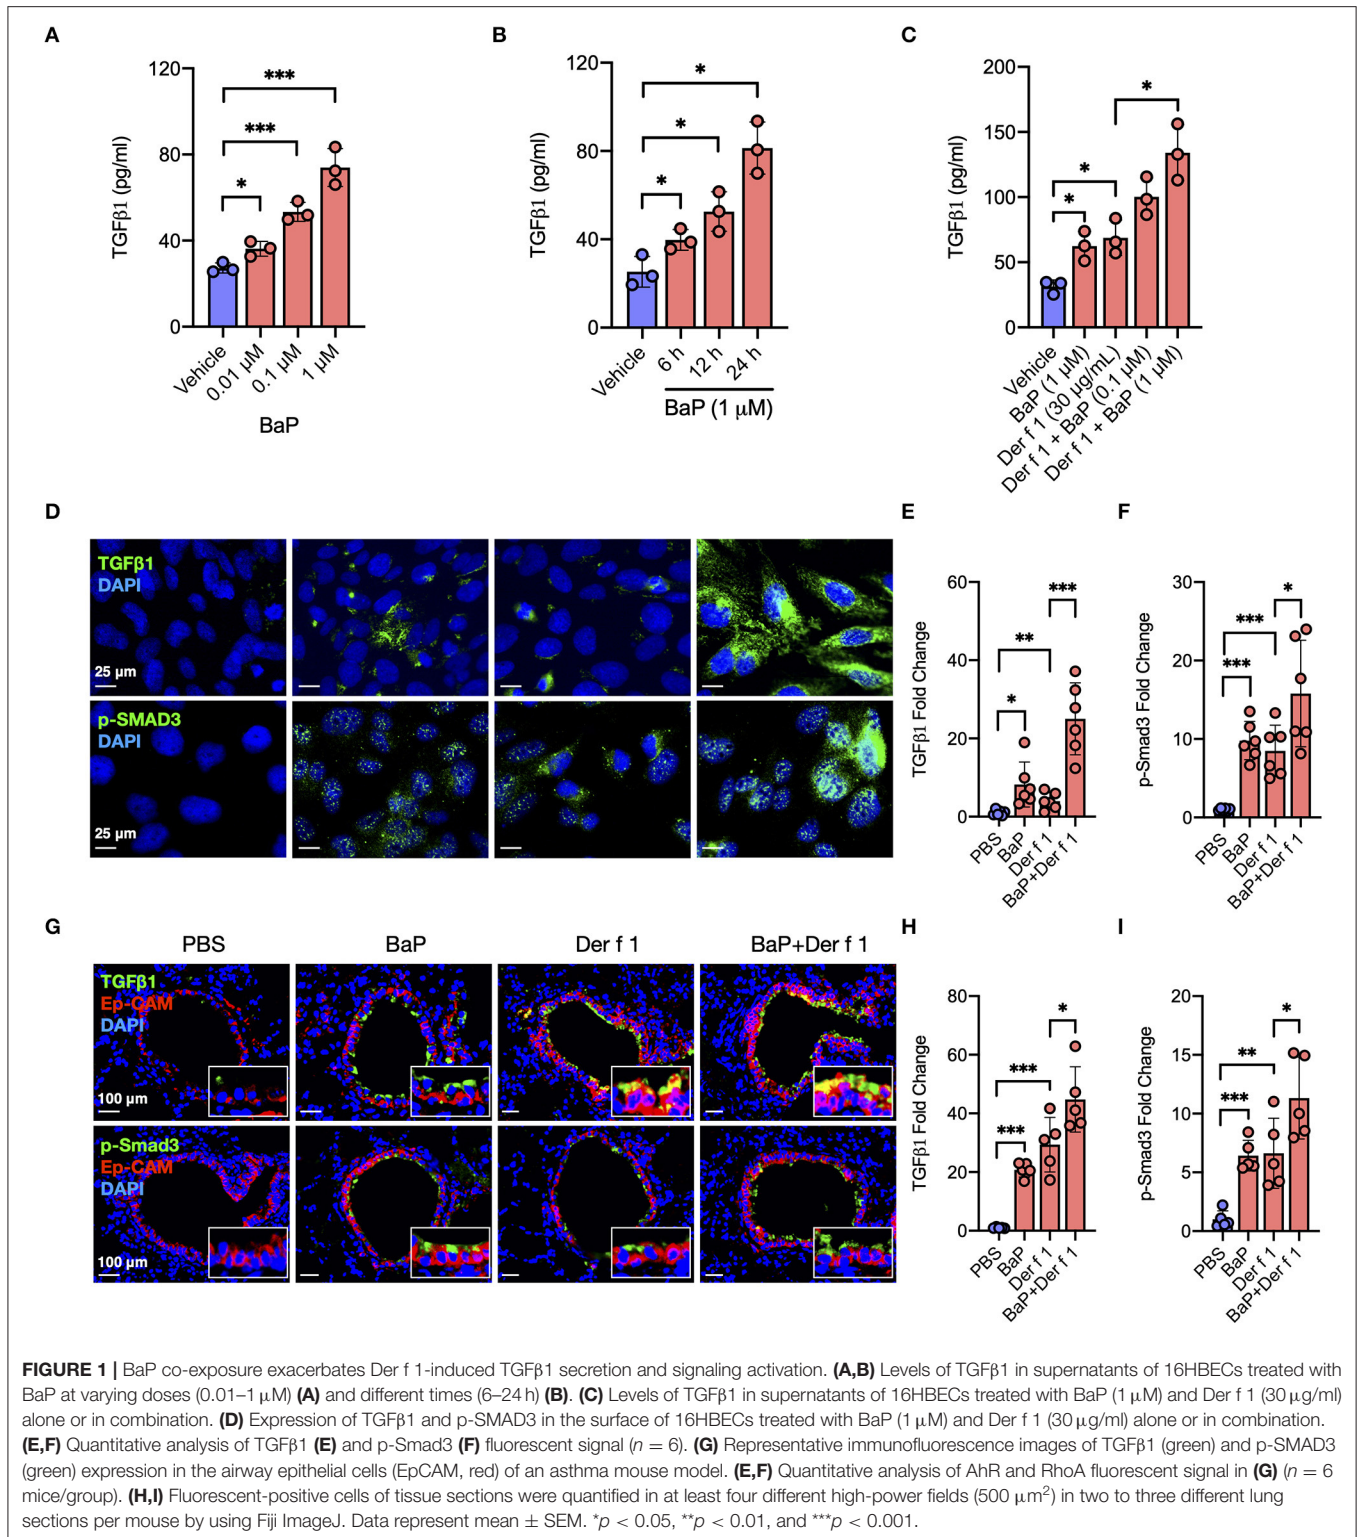 A
TGFβ1 (pg/ml)
120
80
40
0
***
***
*
Vehicle
0.01 μM
0.1 μM
1 μM
BaP
B
TGFβ1 (pg/ml)
120
80
40
0
*
*
*
Vehicle
6 h
12 h
24 h
BaP (1 μM)
C
TGFβ1 (pg/ml)
200
150
100
50
0
*
*
*
Vehicle
BaP (1 μM)
Der f 1 (30 μg/mL)
Der f 1 + BaP (0.1 μM)
Der f 1 + BaP (1 μM)
D
TGFβ1
DAPI
25 μm
p-SMAD3
DAPI
25 μm
E
TGFβ1 Fold Change
60
40
20
0
***
**
*
PBS
BaP
Der f 1
BaP+Der f 1
F
p-Smad3 Fold Change
30
20
10
0
*
***
***
PBS
BaP
Der f 1
BaP+Der f 1
G
PBS
BaP
Der f 1
BaP+Der f 1
TGFβ1
Ep-CAM
DAPI
100 μm
p-Smad3
Ep-CAM
DAPI
100 μm
H
TGFβ1 Fold Change
80
60
40
20
0
*
***
***
PBS
BaP
Der f 1
BaP+Der f 1
I
p-Smad3 Fold Change
20
15
10
5
0
*
**
***
PBS
BaP
Der f 1
BaP+Der f 1
FIGURE 1 | BaP co-exposure exacerbates Der f 1-induced TGFβ1 secretion and signaling activation. (A,B) Levels of TGFβ1 in supernatants of 16HBECs treated with
BaP at varying doses (0.01–1 μM) (A) and different times (6–24 h) (B). (C) Levels of TGFβ1 in supernatants of 16HBECs treated with BaP (1 μM) and Der f 1 (30 μg/ml)
alone or in combination. (D) Expression of TGFβ1 and p-SMAD3 in the surface of 16HBECs treated with BaP (1 μM) and Der f 1 (30 μg/ml) alone or in combination.
(E,F) Quantitative analysis of TGFβ1 (E) and p-Smad3 (F) fluorescent signal (n = 6). (G) Representative immunofluorescence images of TGFβ1 (green) and p-SMAD3
(green) expression in the airway epithelial cells (EpCAM, red) of an asthma mouse model. (E,F) Quantitative analysis of AhR and RhoA fluorescent signal in (G) (n = 6
mice/group). (H,I) Fluorescent-positive cells of tissue sections were quantified in at least four different high-power fields (500 μm²) in two to three different lung
sections per mouse by using Fiji ImageJ. Data represent mean ± SEM. *p < 0.05, **p < 0.01, and ***p < 0.001.